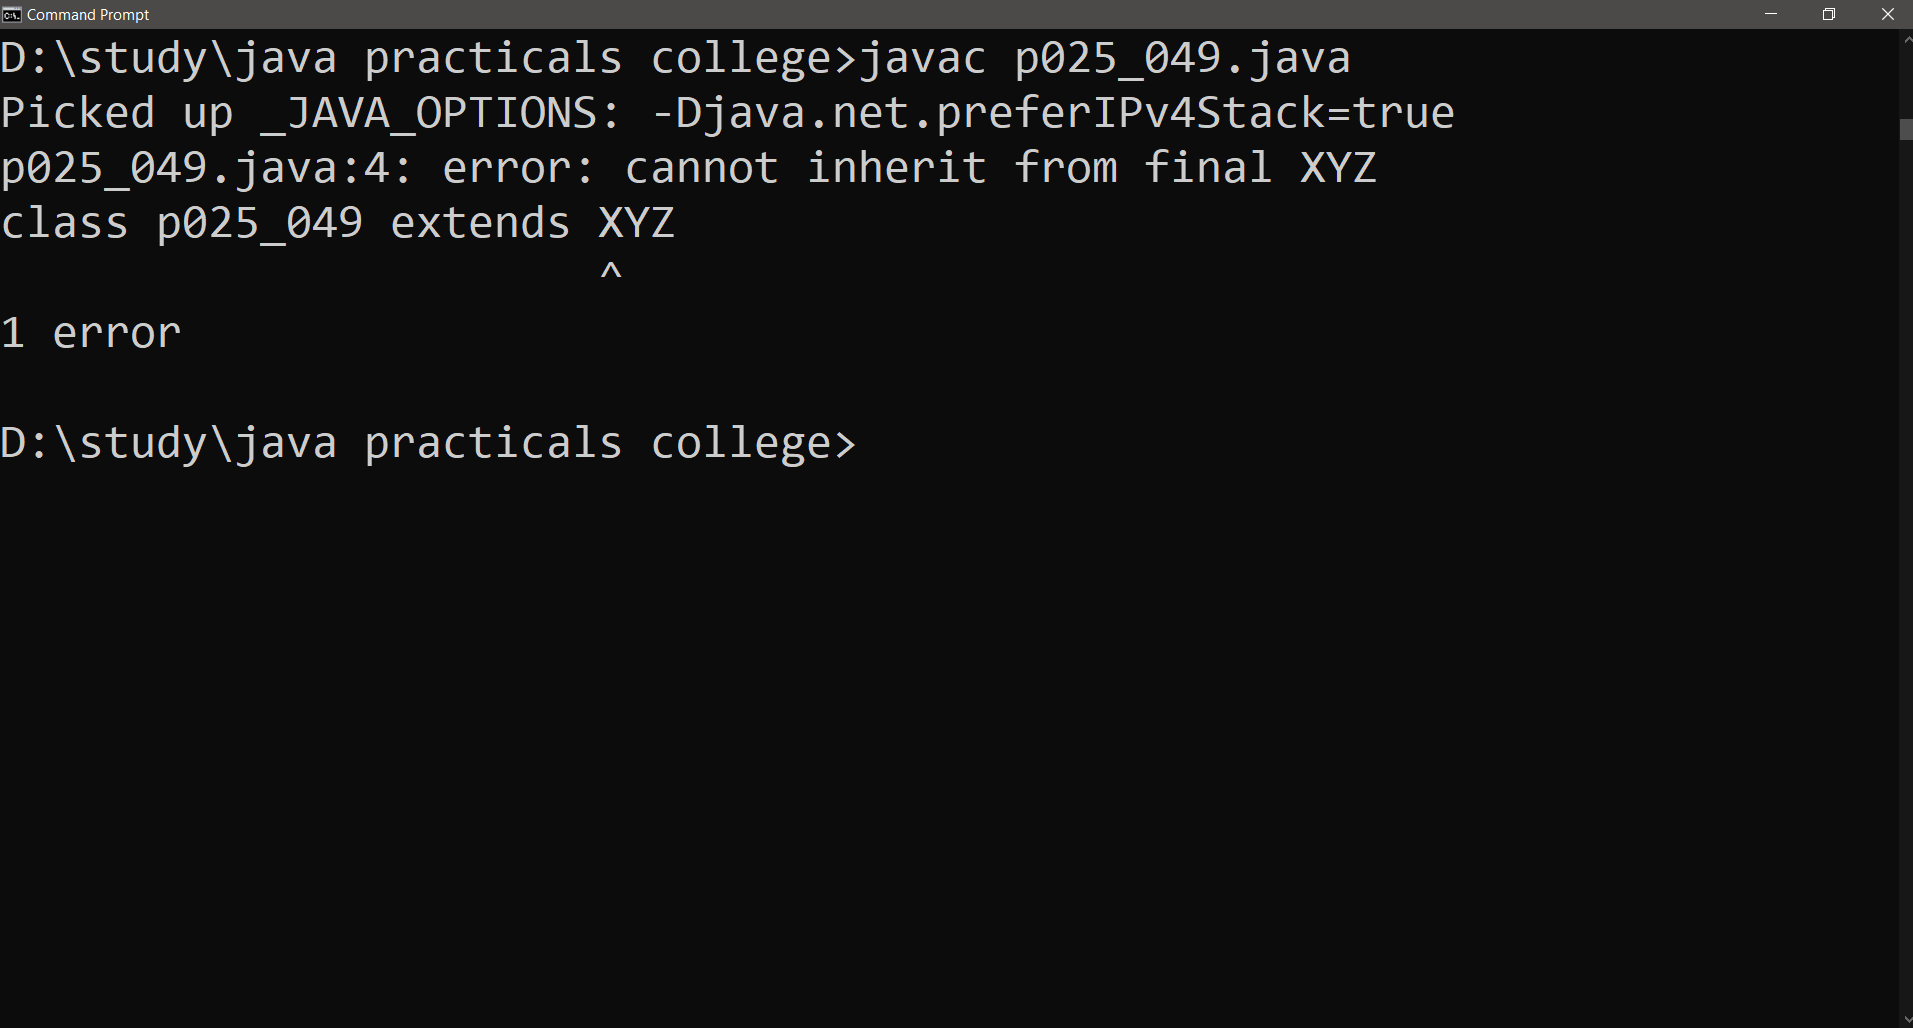 Command Prompt
D:\study\java practicals college>javac p025_049.java
Picked up _JAVA_OPTIONS: -Djava.net.preferIPv4Stack=true
p025_049.java:4: error: cannot inherit from final XYZ
class p025_049 extends XYZ
                       ^
1 error
D:\study\java practicals college>